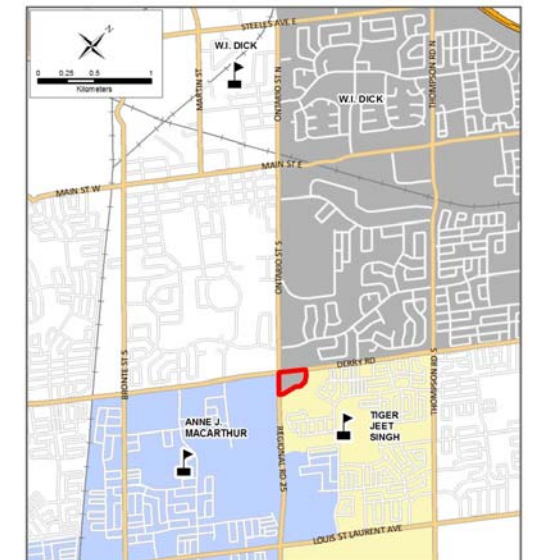 N
0 0.25 0.5 1
Kilometers
STEELES AVE E
W.I. DICK
MARTIN ST
ONTARIO ST N
W.I. DICK
THOMPSON RD N
MAIN ST E
MAIN ST W
ONTARIO ST S
BRONTE ST S
DERRY RD
THOMPSON RD S
ANNE J.
MACARTHUR
TIGER
JEET
SINGH
REGIONAL RD 25
LOUIS ST LAURENT AVE